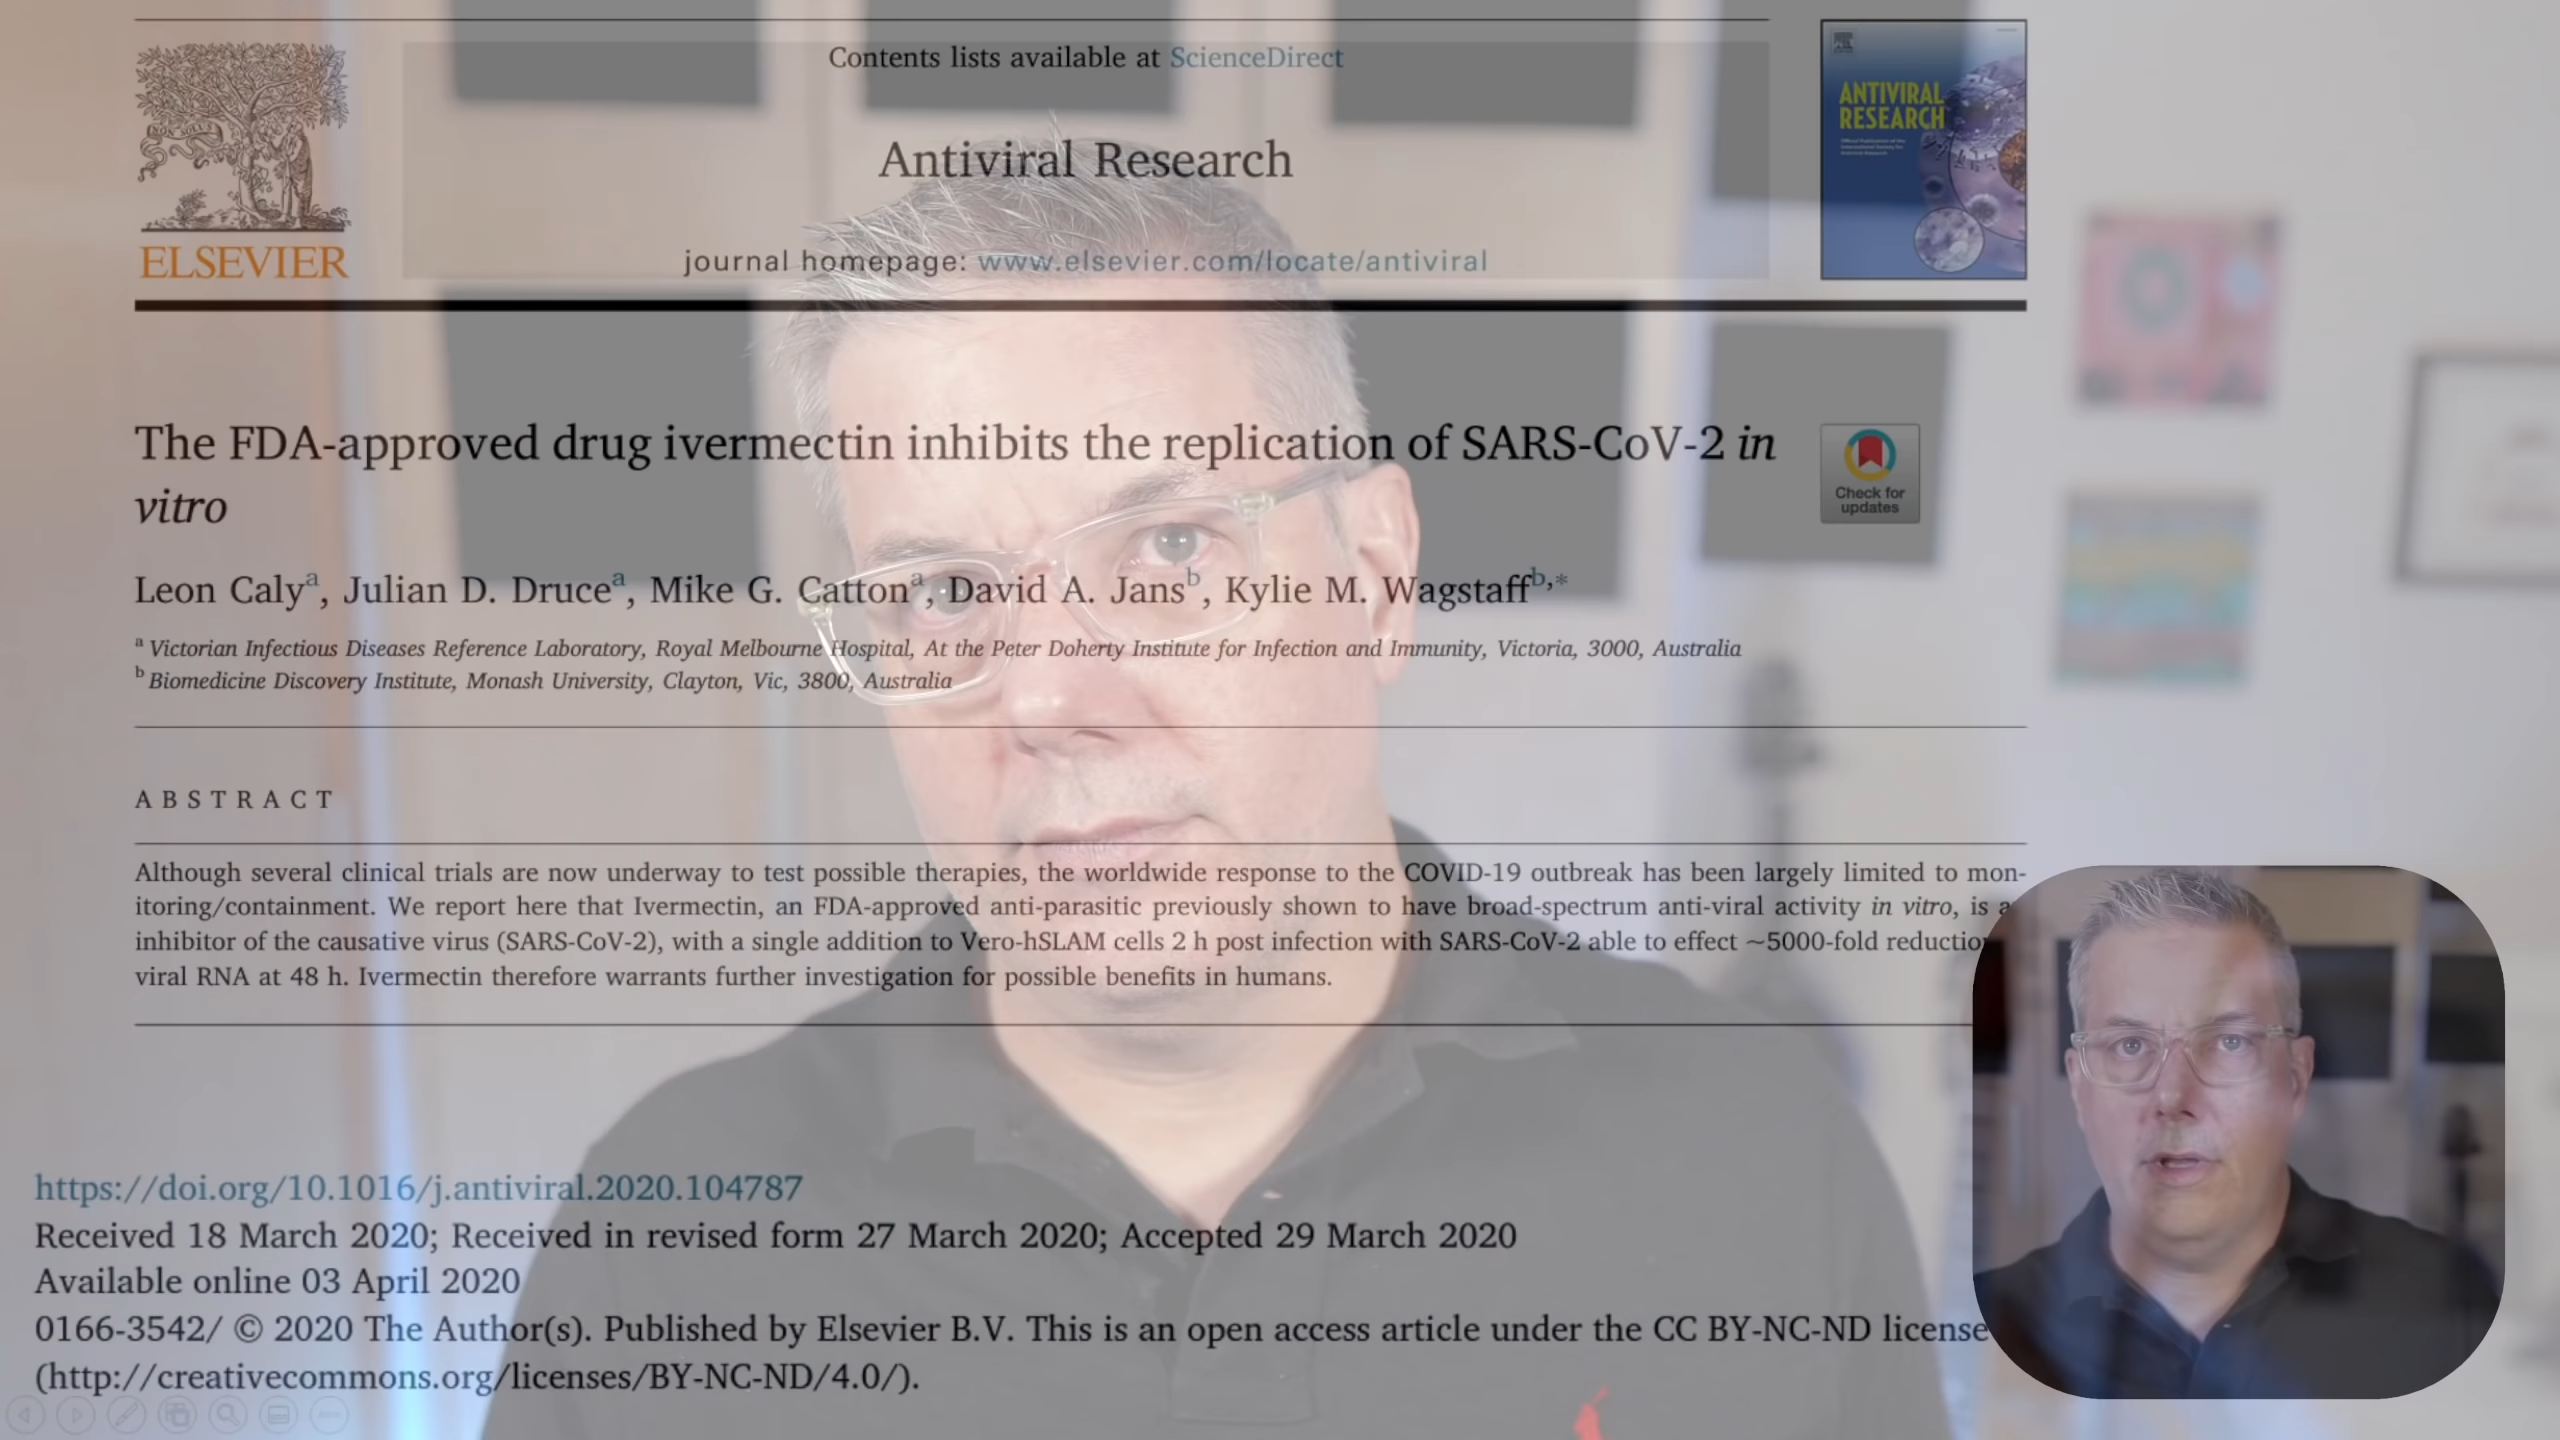 Contents lists available at ScienceDirect
Antiviral Research
journal homepage: www.elsevier.com/locate/antiviral
NON SOLUS
ELSEVIER
ANTIVIRAL
RESEARCH
The FDA-approved drug ivermectin inhibits the replication of SARS-CoV-2 in
vitro
Check for
updates
Leon Calyᵃ, Julian D. Druceᵃ, Mike G. Cattonᵃ, David A. Jansᵇ, Kylie M. Wagstaffᵇ,*
ᵃ Victorian Infectious Diseases Reference Laboratory, Royal Melbourne Hospital, At the Peter Doherty Institute for Infection and Immunity, Victoria, 3000, Australia
ᵇ Biomedicine Discovery Institute, Monash University, Clayton, Vic, 3800, Australia
ABSTRACT
Although several clinical trials are now underway to test possible therapies, the worldwide response to the COVID-19 outbreak has been largely limited to mon-
itoring/containment. We report here that Ivermectin, an FDA-approved anti-parasitic previously shown to have broad-spectrum anti-viral activity in vitro, is a
inhibitor of the causative virus (SARS-CoV-2), with a single addition to Vero-hSLAM cells 2 h post infection with SARS-CoV-2 able to effect ~5000-fold reduction
viral RNA at 48 h. Ivermectin therefore warrants further investigation for possible benefits in humans.
https://doi.org/10.1016/j.antiviral.2020.104787
Received 18 March 2020; Received in revised form 27 March 2020; Accepted 29 March 2020
Available online 03 April 2020
0166-3542/ © 2020 The Author(s). Published by Elsevier B.V. This is an open access article under the CC BY-NC-ND license
(http://creativecommons.org/licenses/BY-NC-ND/4.0/).